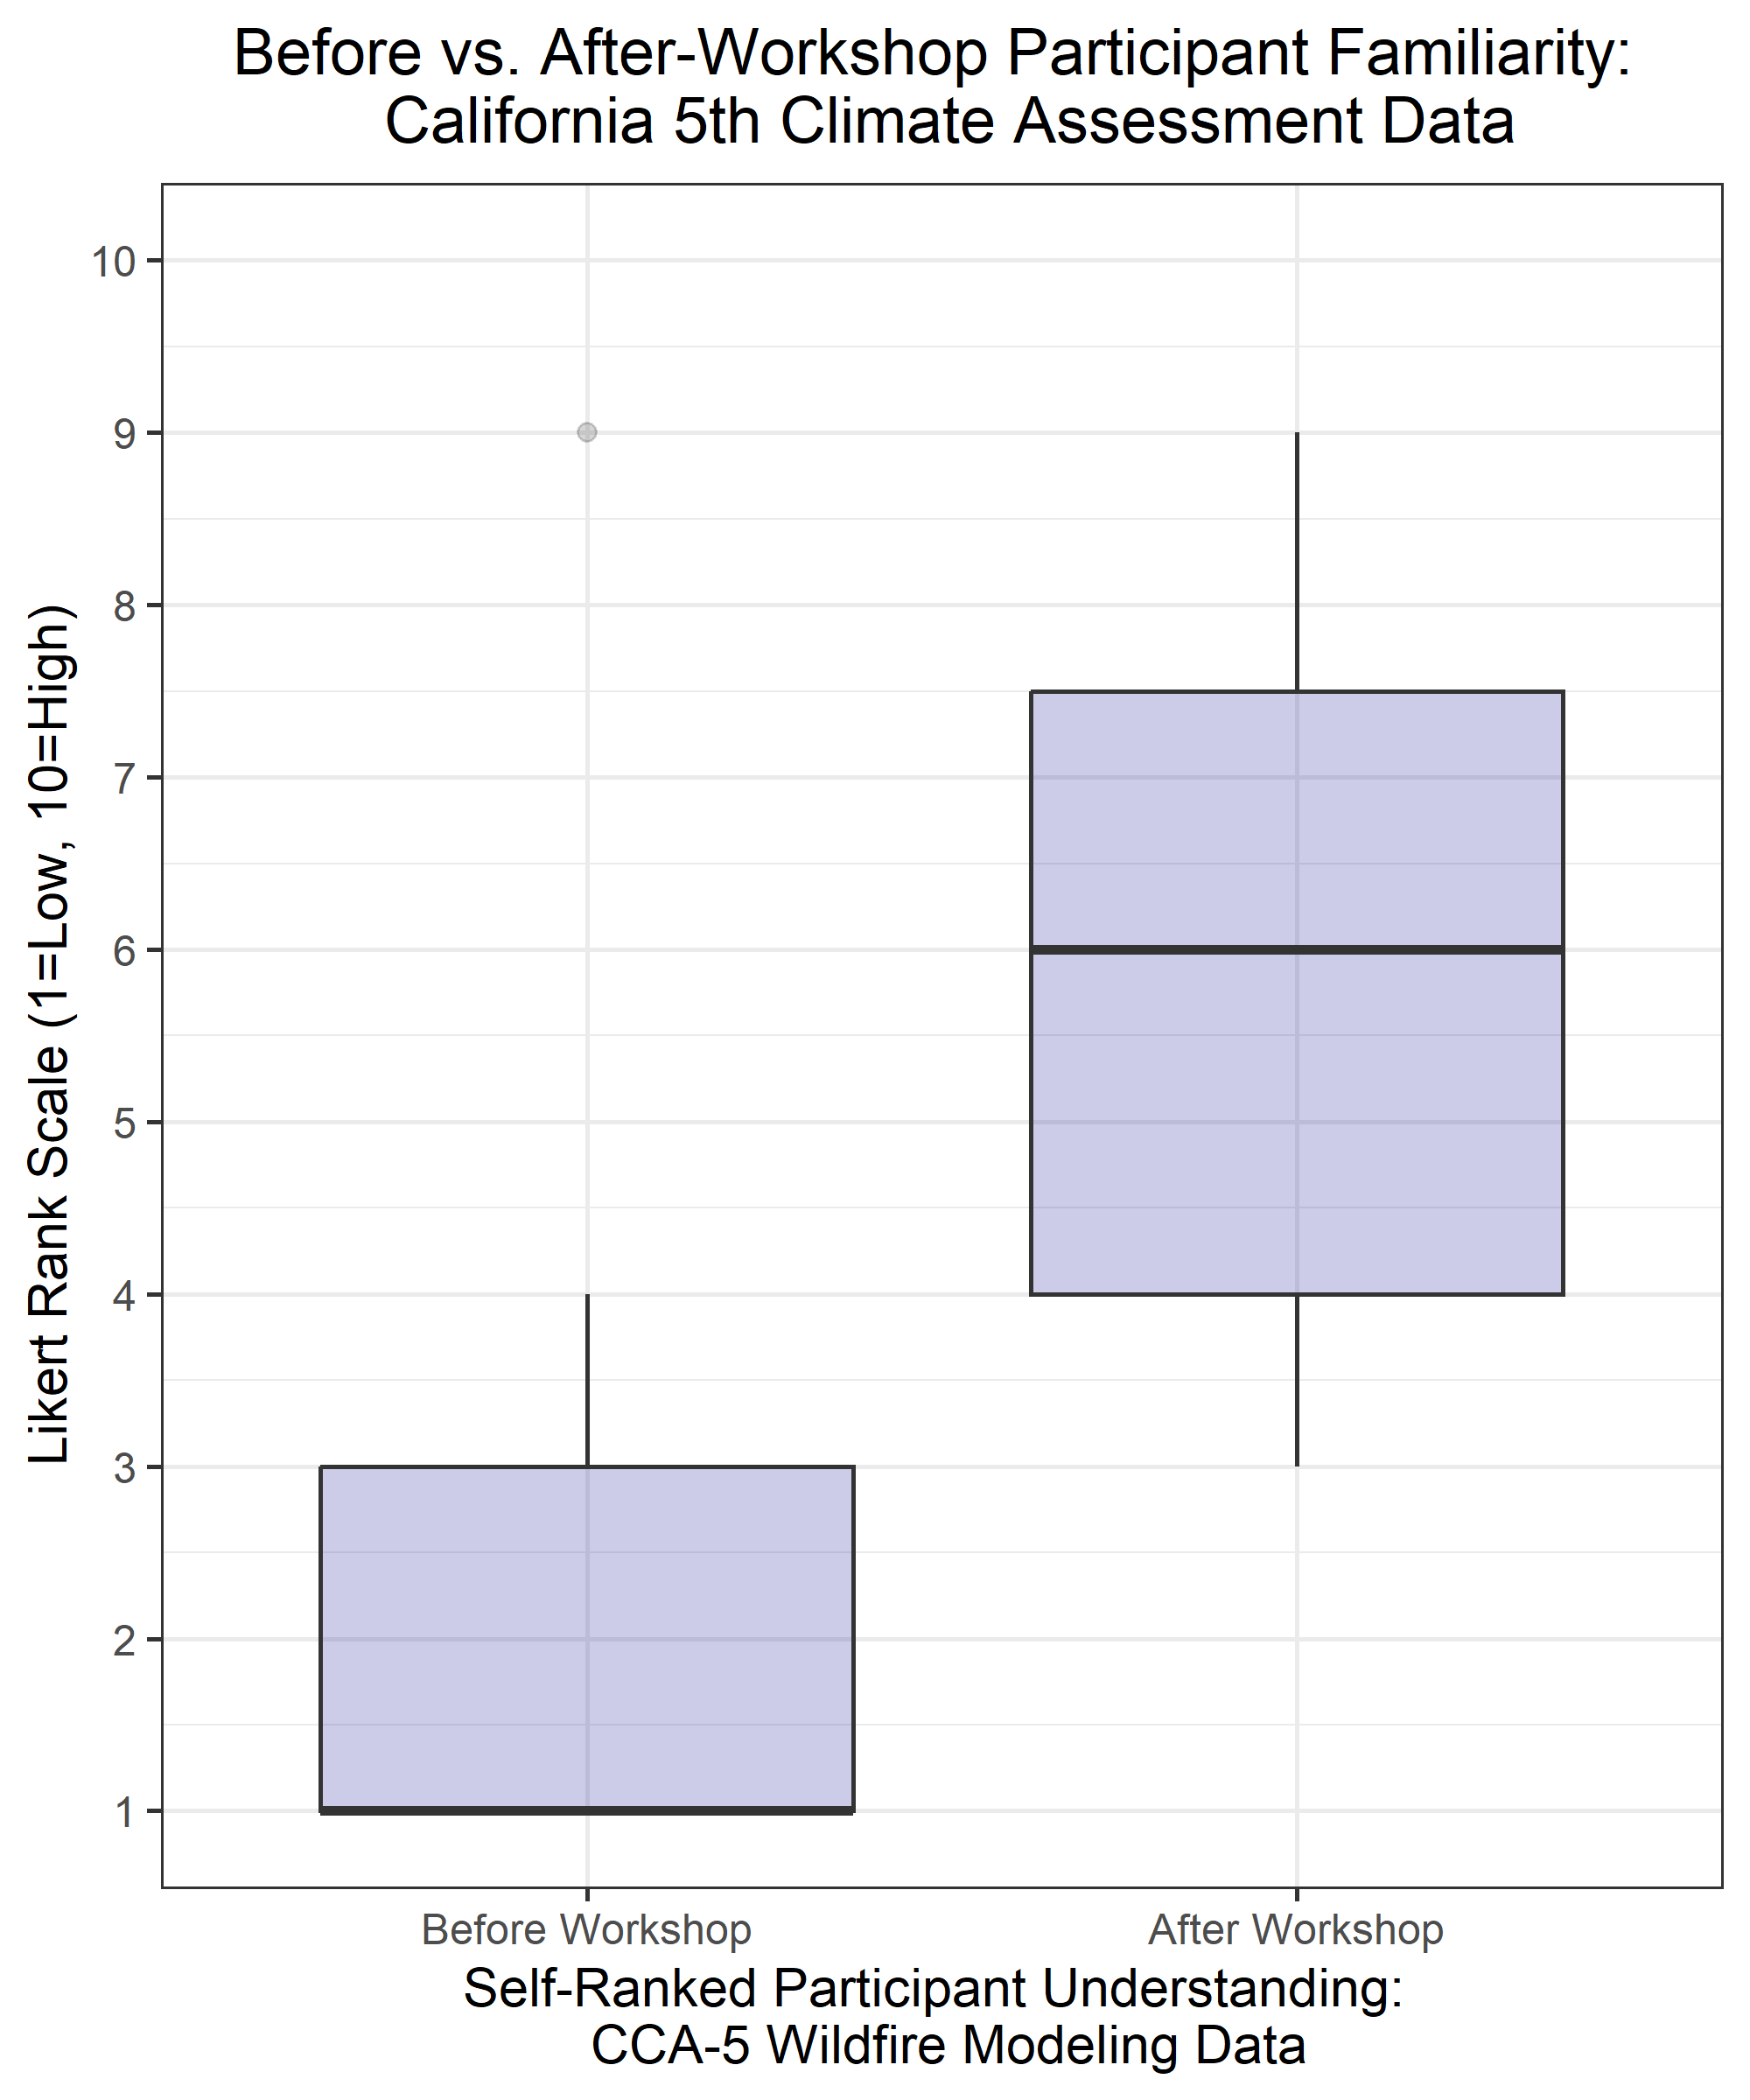 Before vs. After-Workshop Participant Familiarity:
California 5th Climate Assessment Data
Likert Rank Scale (1=Low, 10=High)
10
9
8
7
6
5
4
3
2
1
Before Workshop
After Workshop
Self-Ranked Participant Understanding:
CCA-5 Wildfire Modeling Data